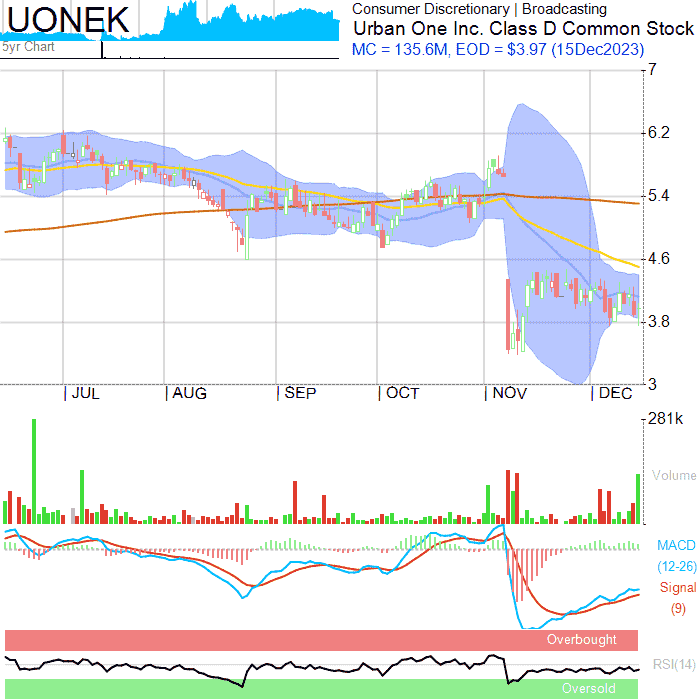 UONEK
5yr Chart
Consumer Discretionary | Broadcasting
Urban One Inc. Class D Common Stock
MC = 135.6M, EOD = $3.97 (15Dec2023)
7
6.2
5.4
4.6
3.8
3
JUL AUG SEP OCT NOV DEC
281k
Volume
MACD
(12-26)
Signal
(9)
Overbought
RSI(14)
Oversold